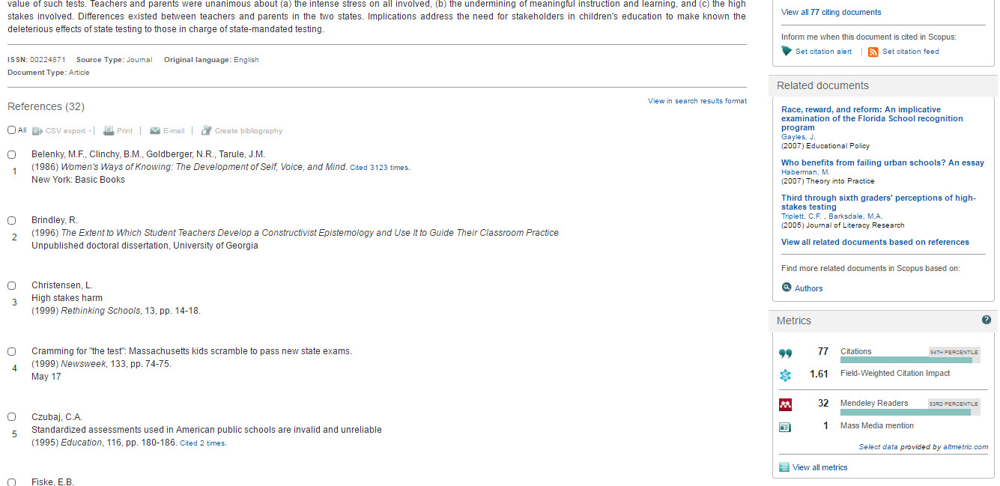 value of such tests. Teachers and parents were unanimous about (a) the intense stress on all involved, (b) the undermining of meaningful instruction and learning, and (c) the high
stakes involved. Differences existed between teachers and parents in the two states. Implications address the need for stakeholders in children's education to make known the
deleterious effects of state testing to those in charge of state-mandated testing.
ISSN: 00224871 Source Type: Journal Original language: English
Document Type: Article
References (32)
View in search results format
All CSV export - | Print | E-mail | Create bibliography
Belenky, M.F., Clinchy, B.M., Goldberger, N.R., Tarule, J.M.
1
(1986) Women's Ways of Knowing: The Development of Self, Voice, and Mind. Cited 3123 times.
New York: Basic Books
Brindley, R.
2
(1996) The Extent to Which Student Teachers Develop a Constructivist Epistemology and Use It to Guide Their Classroom Practice
Unpublished doctoral dissertation, University of Georgia
Christensen, L.
High stakes harm
3
(1999) Rethinking Schools, 13, pp. 14-18.
Cramming for "the test": Massachusetts kids scramble to pass new state exams.
4
(1999) Newsweek, 133, pp. 74-75.
May 17
Czubaj, C.A.
Standardized assessments used in American public schools are invalid and unreliable
5
(1995) Education, 116, pp. 180-186. Cited 2 times.
Fiske, E.B.
View all 77 citing documents
Inform me when this document is cited in Scopus:
Set citation alert | Set citation feed
Related documents
Race, reward, and reform: An implicative
examination of the Florida School recognition
program
Gayles, J.
(2007) Educational Policy
Who benefits from failing urban schools? An essay
Haberman, M.
(2007) Theory into Practice
Third through sixth graders' perceptions of high-
stakes testing
Triplett, C.F. , Barksdale, M.A.
(2005) Journal of Literacy Research
View all related documents based on references
Find more related documents in Scopus based on:
Authors
Metrics ?
77 Citations 94TH PERCENTILE
1.61 Field-Weighted Citation Impact
32 Mendeley Readers 93RD PERCENTILE
1 Mass Media mention
Select data provided by altmetric.com
View all metrics